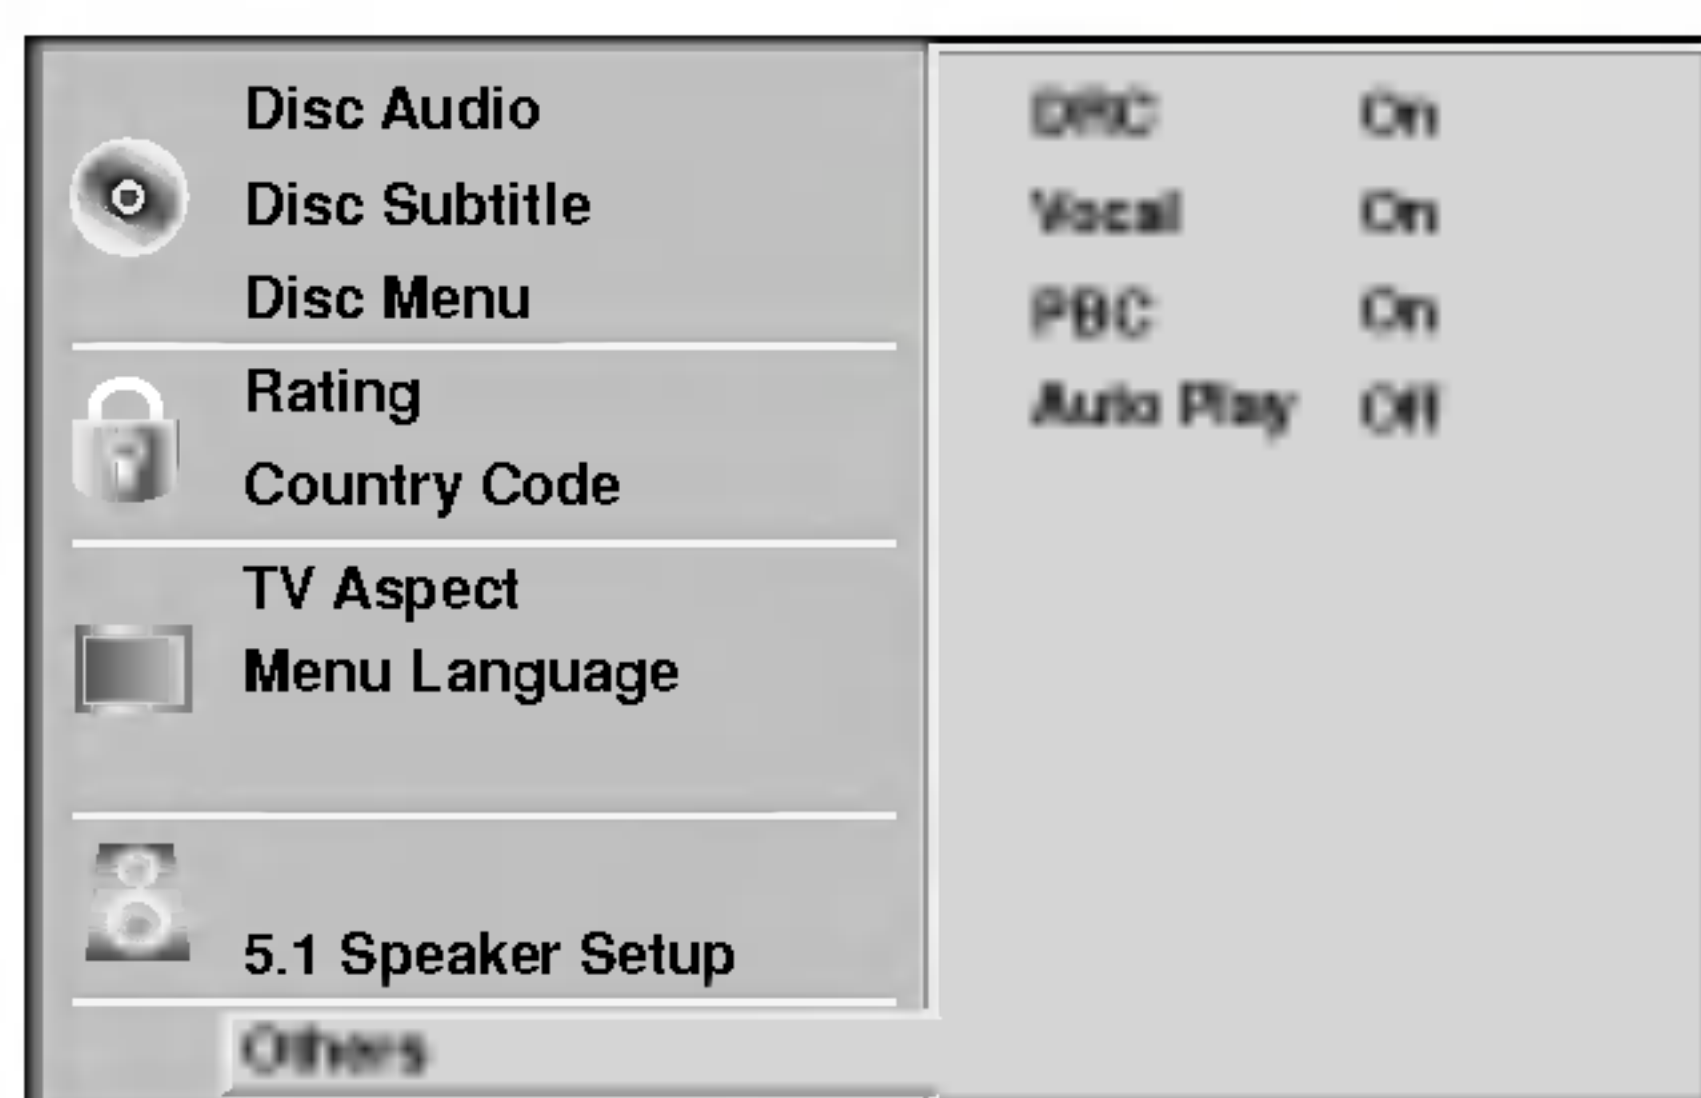 Disc Audio
Disc Subtitle
Disc Menu
Rating
Country Code
TV Aspect
Menu Language
5.1 Speaker Setup
Others
DRC On
Vocal On
PBC On
Auto Play Off